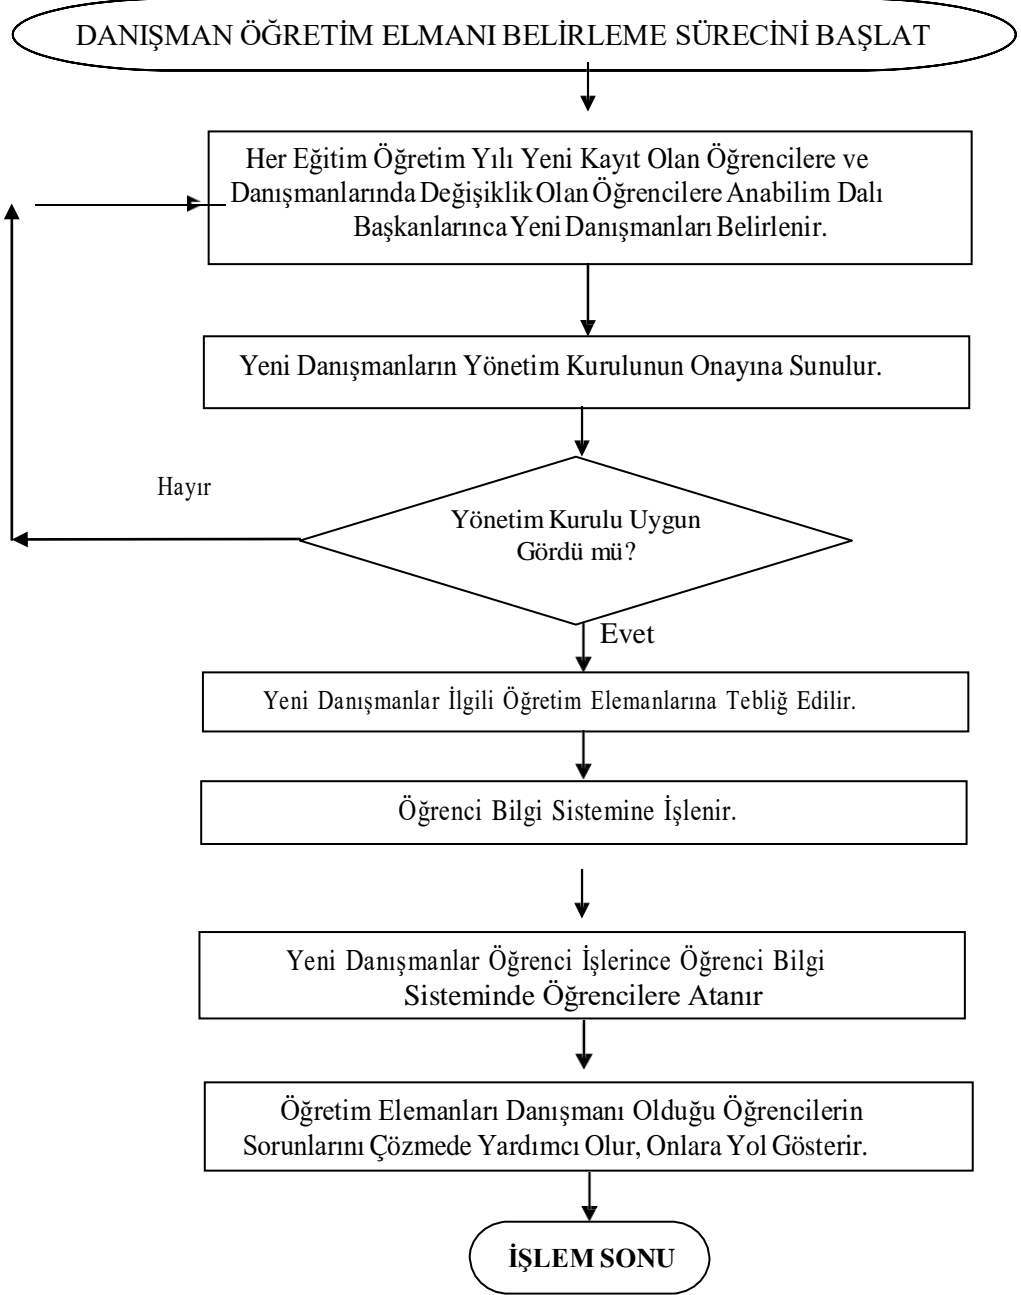 DANIŞMAN ÖĞRETİM ELMANI BELİRLEME SÜRECİNİ BAŞLAT
Her Eğitim Öğretim Yılı Yeni Kayıt Olan Öğrencilere ve
Danışmanlarında Değişiklik Olan Öğrencilere Anabilim Dalı
Başkanlarınca Yeni Danışmanları Belirlenir.
Yeni Danışmanların Yönetim Kurulunun Onayına Sunulur.
Hayır
Yönetim Kurulu Uygun
Gördü mü?
Evet
Yeni Danışmanlar İlgili Öğretim Elemanlarına Tebliğ Edilir.
Öğrenci Bilgi Sistemine İşlenir.
Yeni Danışmanlar Öğrenci İşlerince Öğrenci Bilgi
Sisteminde Öğrencilere Atanır
Öğretim Elemanları Danışmanı Olduğu Öğrencilerin
Sorunlarını Çözmede Yardımcı Olur, Onlara Yol Gösterir.
İŞLEM SONU